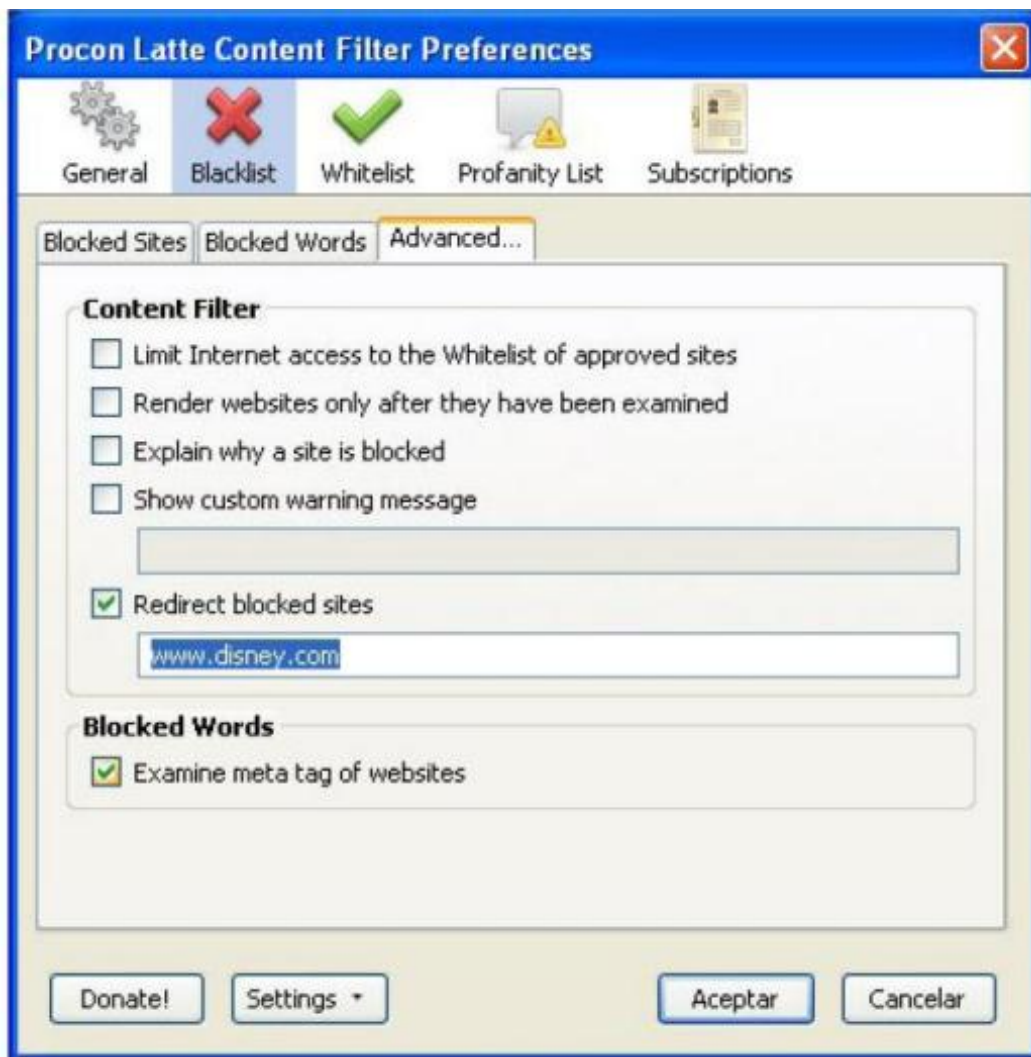 Procon Latte Content Filter Preferences
General Blacklist Whitelist Profanity List Subscriptions
Blocked Sites Blocked Words Advanced...
Content Filter
Limit Internet access to the Whitelist of approved sites
Render websites only after they have been examined
Explain why a site is blocked
Show custom warning message
Redirect blocked sites
www.disney.com
Blocked Words
Examine meta tag of websites
Donate! Settings Aceptar Cancelar